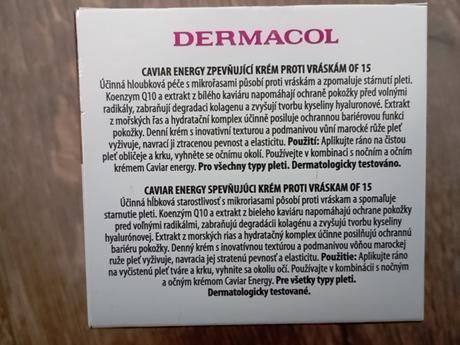 DERMACOL
CAVIAR ENERGY ZPEVŇUJÍCÍ KRÉM PROTI VRÁSKÁM OF 15
Účinná hloubková péče s mikrořasami působí proti vráskám a zpomaluje stárnutí pleti.
Koenzym Q10 a extrakt z bílého kaviáru napomáhají ochraně pokožky před volnými
radikály, zabraňují degradaci kolagenu a zvyšují tvorbu kyseliny hyaluronové. Extrakt
z mořských řas a hydratační komplex účinně posiluje ochrannou bariérovou funkci
pokožky. Denní krém s inovativní texturou a podmanivou vůní marocké růže pleť
vyživuje, navrací jí ztracenou pevnost a elasticitu. Použití: Aplikujte ráno na čistou
pleť obličeje a krku, vyhněte se očnímu okolí. Používejte v kombinaci s nočním a očním
krémem Caviar energy. Pro všechny typy pleti. Dermatologicky testováno.
CAVIAR ENERGY SPEVŇUJÚCI KRÉM PROTI VRÁSKAM OF 15
Účinná hĺbková starostlivosť s mikroriasami pôsobí proti vráskam a spomaľuje
starnutie pleti. Koenzým Q10 a extrakt z bieleho kaviáru napomáhajú ochrane pokožky
pred voľnými radikálmi, zabraňujú degradácii kolagénu a zvyšujú tvorbu kyseliny
hyalurónovej. Extrakt z morských rias a hydratačný komplex účinne posilňujú ochrannú
bariéru pokožky. Denný krém s inovatívnou textúrou a podmanivou vôňou marockej
ruže pleť vyživuje, navracia jej stratenú pevnosť a elasticitu. Použitie: Aplikujte ráno
na vyčistenú pleť tváre a krku, vyhnite sa okoliu očí. Používajte v kombinácii s nočným
a očným krémom Caviar Energy. Pre všetky typy pleti.
Dermatologicky testované.